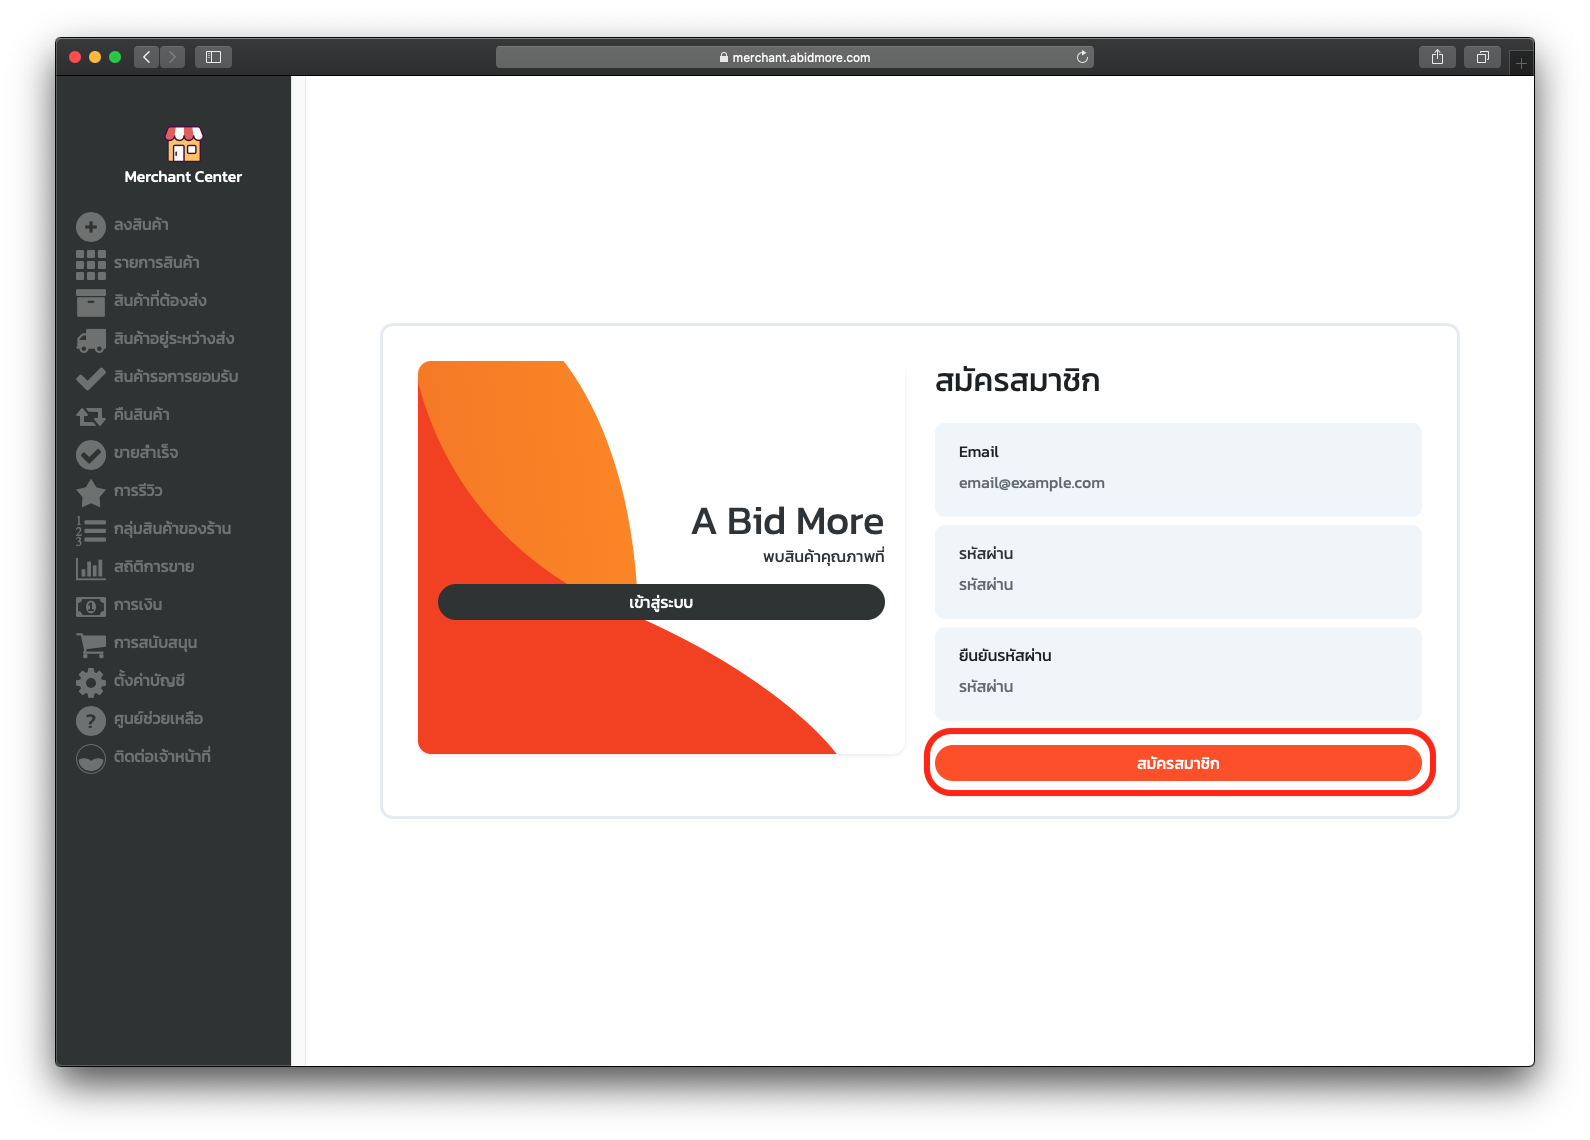 merchant.abidmore.com
Merchant Center
ลงสินค้า
รายการสินค้า
สินค้าที่ต้องส่ง
สินค้าอยู่ระหว่างส่ง
สินค้ารอการยอมรับ
คืนสินค้า
ขายสำเร็จ
การรีวิว
กลุ่มสินค้าของร้าน
สถิติการขาย
การเงิน
การสนับสนุน
ตั้งค่าบัญชี
ศูนย์ช่วยเหลือ
ติดต่อเจ้าหน้าที่
A Bid More
พบสินค้าคุณภาพที่
เข้าสู่ระบบ
สมัครสมาชิก
Email
email@example.com
รหัสผ่าน
รหัสผ่าน
ยืนยันรหัสผ่าน
รหัสผ่าน
สมัครสมาชิก